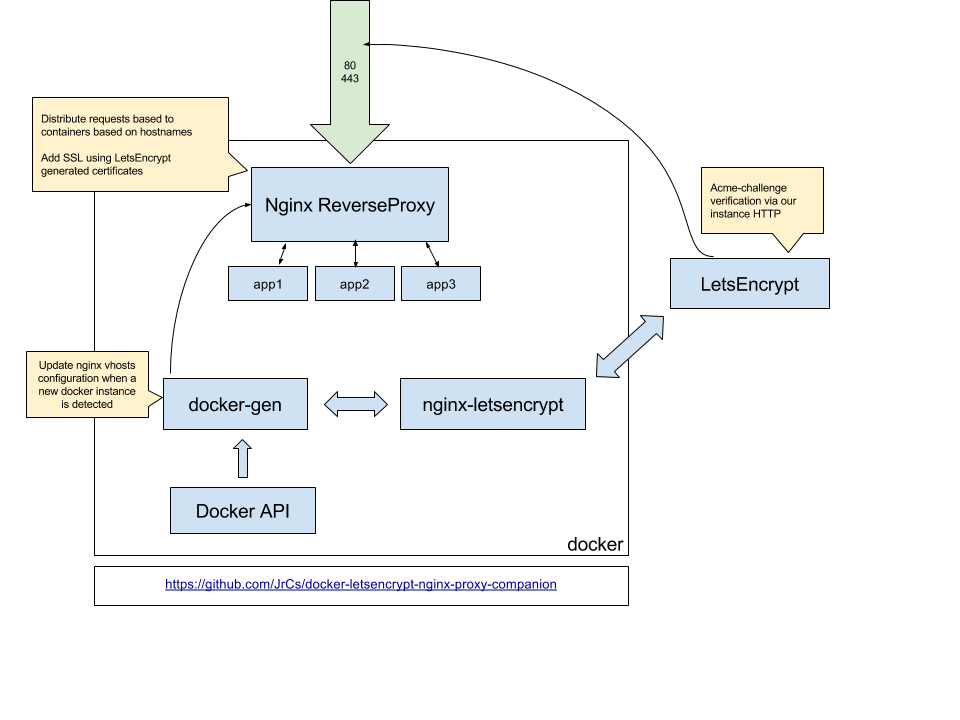 80
443
Distribute requests based to
containers based on hostnames
Add SSL using LetsEncrypt
generated certificates
Nginx ReverseProxy
Acme-challenge
verification via our
instance HTTP
app1
app2
app3
LetsEncrypt
Update nginx vhosts
configuration when a
new docker instance
is detected
docker-gen
nginx-letsencrypt
Docker API
docker
https://github.com/JrCs/docker-letsencrypt-nginx-proxy-companion